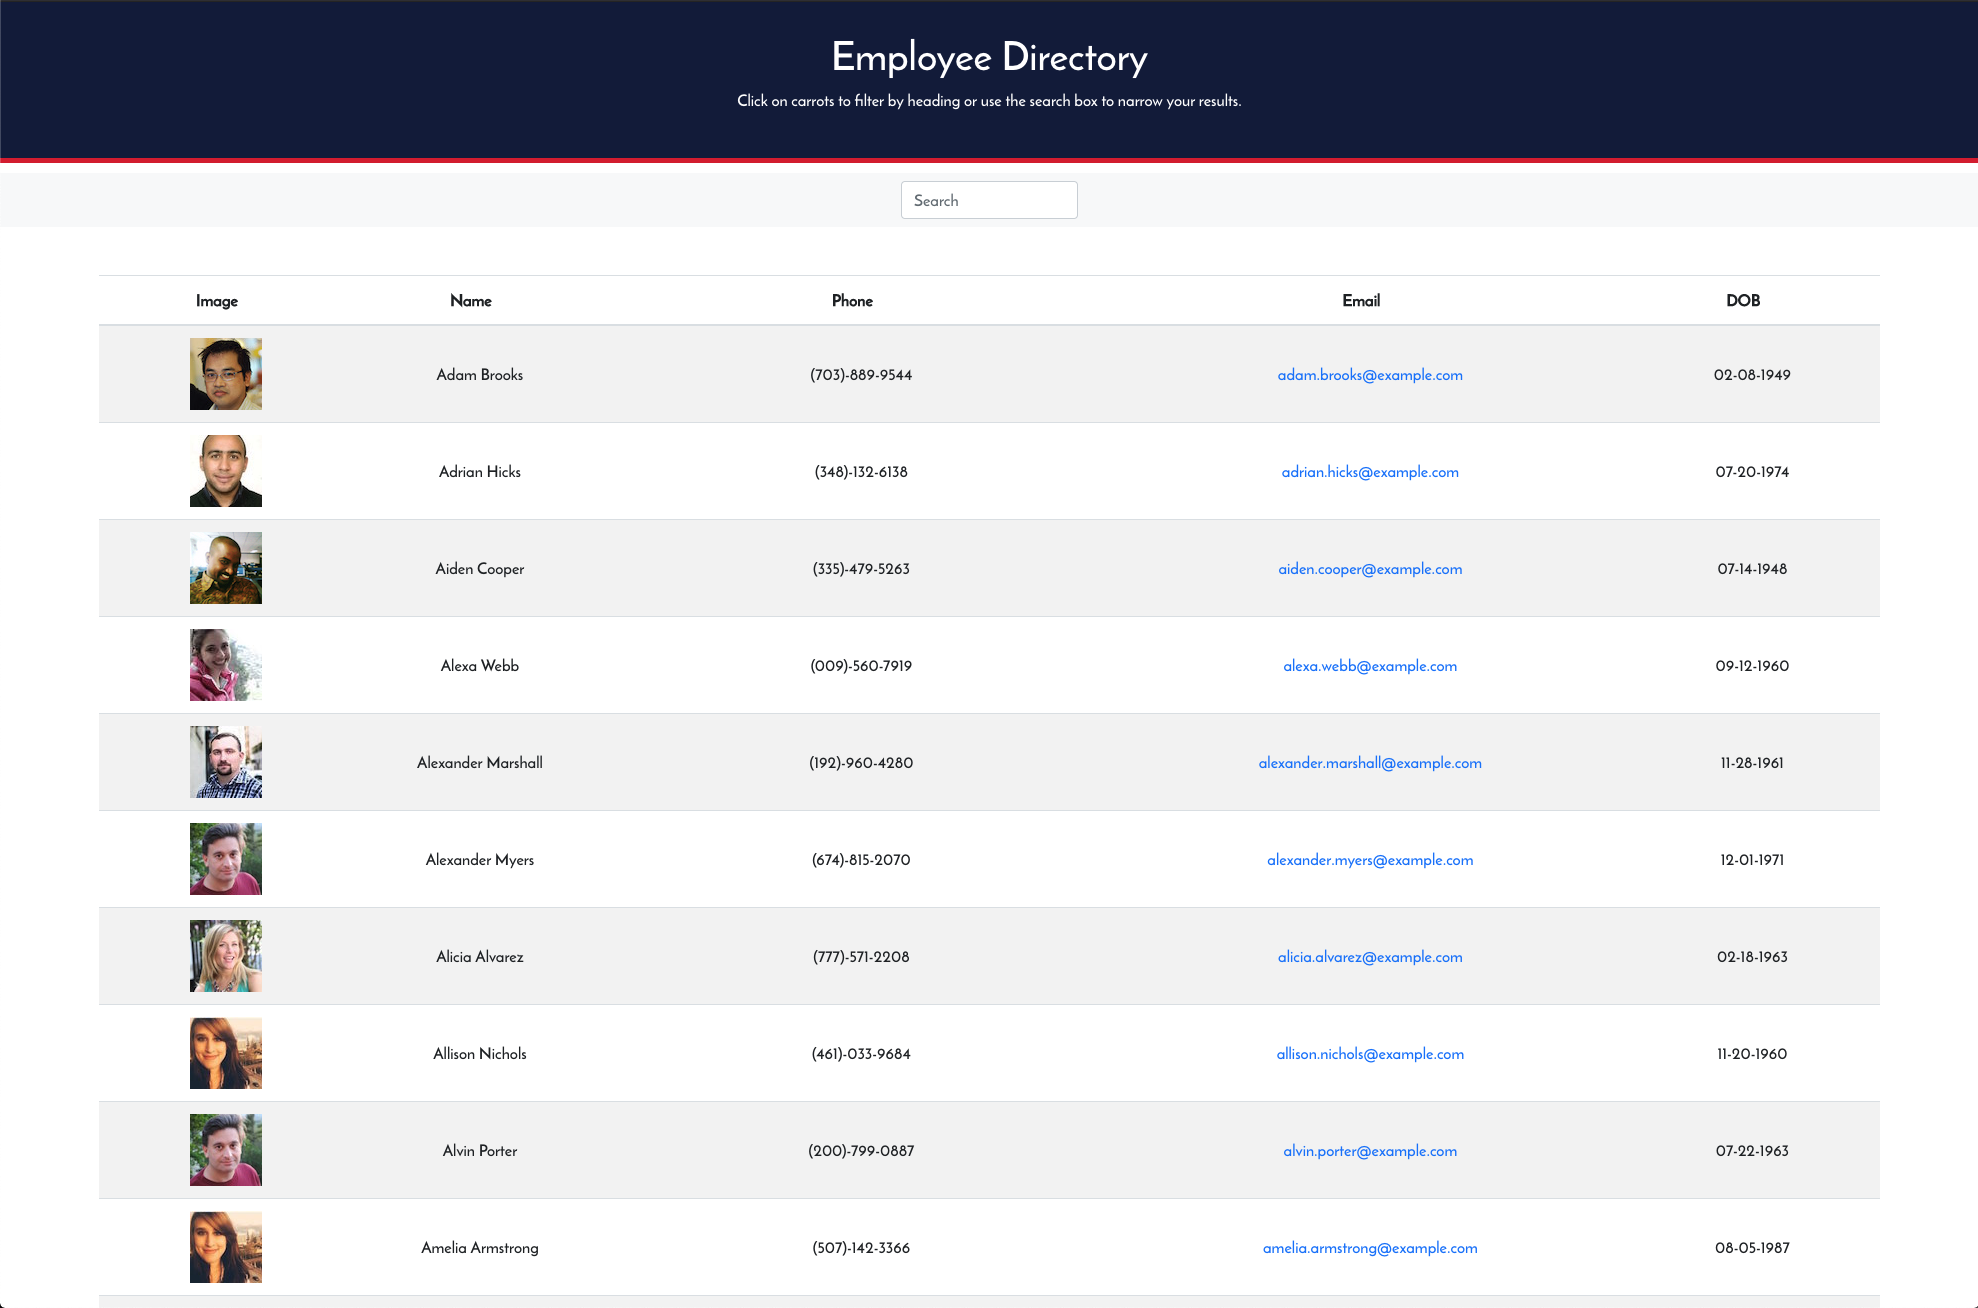 Employee Directory
Click on carrots to filter by heading or use the search box to narrow your results.
Search
Image Name Phone Email DOB
Adam Brooks (703)-889-9544 adam.brooks@example.com 02-08-1949
Adrian Hicks (348)-132-6138 adrian.hicks@example.com 07-20-1974
Aiden Cooper (335)-479-5263 aiden.cooper@example.com 07-14-1948
Alexa Webb (009)-560-7919 alexa.webb@example.com 09-12-1960
Alexander Marshall (192)-960-4280 alexander.marshall@example.com 11-28-1961
Alexander Myers (674)-815-2070 alexander.myers@example.com 12-01-1971
Alicia Alvarez (777)-571-2208 alicia.alvarez@example.com 02-18-1963
Allison Nichols (461)-033-9684 allison.nichols@example.com 11-20-1960
Alvin Porter (200)-799-0887 alvin.porter@example.com 07-22-1963
Amelia Armstrong (507)-142-3366 amelia.armstrong@example.com 08-05-1987